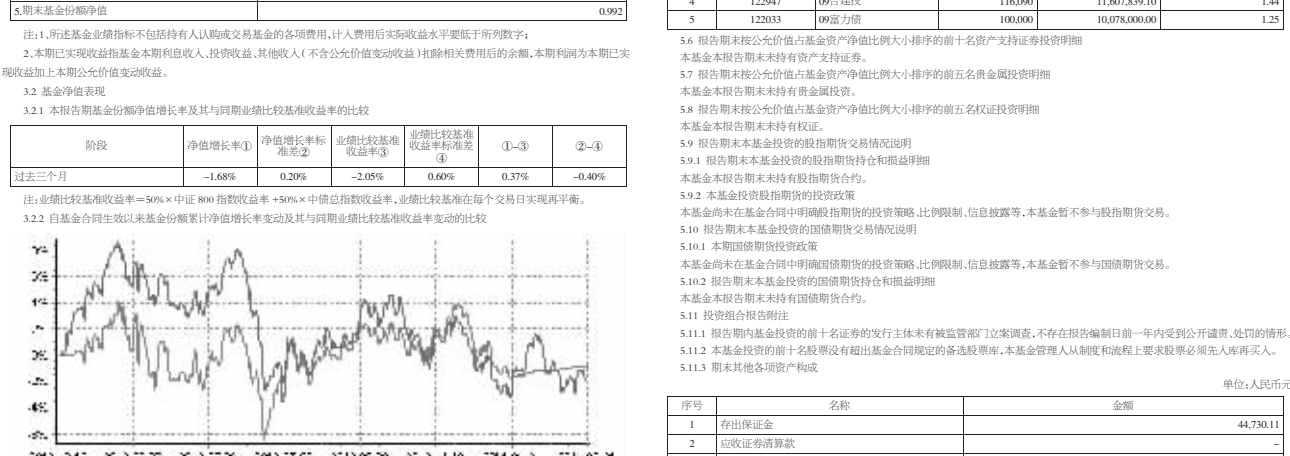 5.期末基金份额净值 0.992
注:1、所述基金业绩指标不包括持有人认购或交易基金的各项费用,计入费用后实际收益水平要低于所列数字;
2、本期已实现收益指基金本期利息收入、投资收益、其他收入(不含公允价值变动收益)扣除相关费用后的余额,本期利润为本期已实
现收益加上本期公允价值变动收益。
3.2 基金净值表现
3.2.1 本报告期基金份额净值增长率及其与同期业绩比较基准收益率的比较
阶段 净值增长率① 净值增长率标准差② 业绩比较基准收益率③ 业绩比较基准收益率标准差④ ①-③ ②-④
过去三个月 -1.68% 0.20% -2.05% 0.60% 0.37% -0.40%
注:业绩比较基准收益率=50%×中证 800 指数收益率 +50%×中债总指数收益率,业绩比较基准在每个交易日实现再平衡。
3.2.2 自基金合同生效以来基金份额累计净值增长率变动及其与同期业绩比较基准收益率变动的比较
4 122947 09合建投 116,090 11,607,839.10 1.44
5 122033 09富力债 100,000 10,078,000.00 1.25
5.6 报告期末按公允价值占基金资产净值比例大小排序的前十名资产支持证券投资明细
本基金本报告期末未持有资产支持证券。
5.7 报告期末按公允价值占基金资产净值比例大小排序的前五名贵金属投资明细
本基金本报告期末未持有贵金属投资。
5.8 报告期末按公允价值占基金资产净值比例大小排序的前五名权证投资明细
本基金本报告期末未持有权证。
5.9 报告期末本基金投资的股指期货交易情况说明
5.9.1 报告期末本基金投资的股指期货持仓和损益明细
本基金本报告期末未持有股指期货合约。
5.9.2 本基金投资股指期货的投资政策
本基金尚未在基金合同中明确股指期货的投资策略、比例限制、信息披露等,本基金暂不参与股指期货交易。
5.10 报告期末本基金投资的国债期货交易情况说明
5.10.1 本期国债期货投资政策
本基金尚未在基金合同中明确国债期货的投资策略、比例限制、信息披露等,本基金暂不参与国债期货交易。
5.10.2 报告期末本基金投资的国债期货持仓和损益明细
本基金本报告期末未持有国债期货合约。
5.11 投资组合报告附注
5.11.1 报告期内基金投资的前十名证券的发行主体未有被监管部门立案调查,不存在报告编制日前一年内受到公开谴责、处罚的情形。
5.11.2 本基金投资的前十名股票没有超出基金合同规定的备选股票库,本基金管理人从制度和流程上要求股票必须先入库再买入。
5.11.3 期末其他各项资产构成
单位:人民币元
序号 名称 金额
1 存出保证金 44,730.11
2 应收证券清算款 -